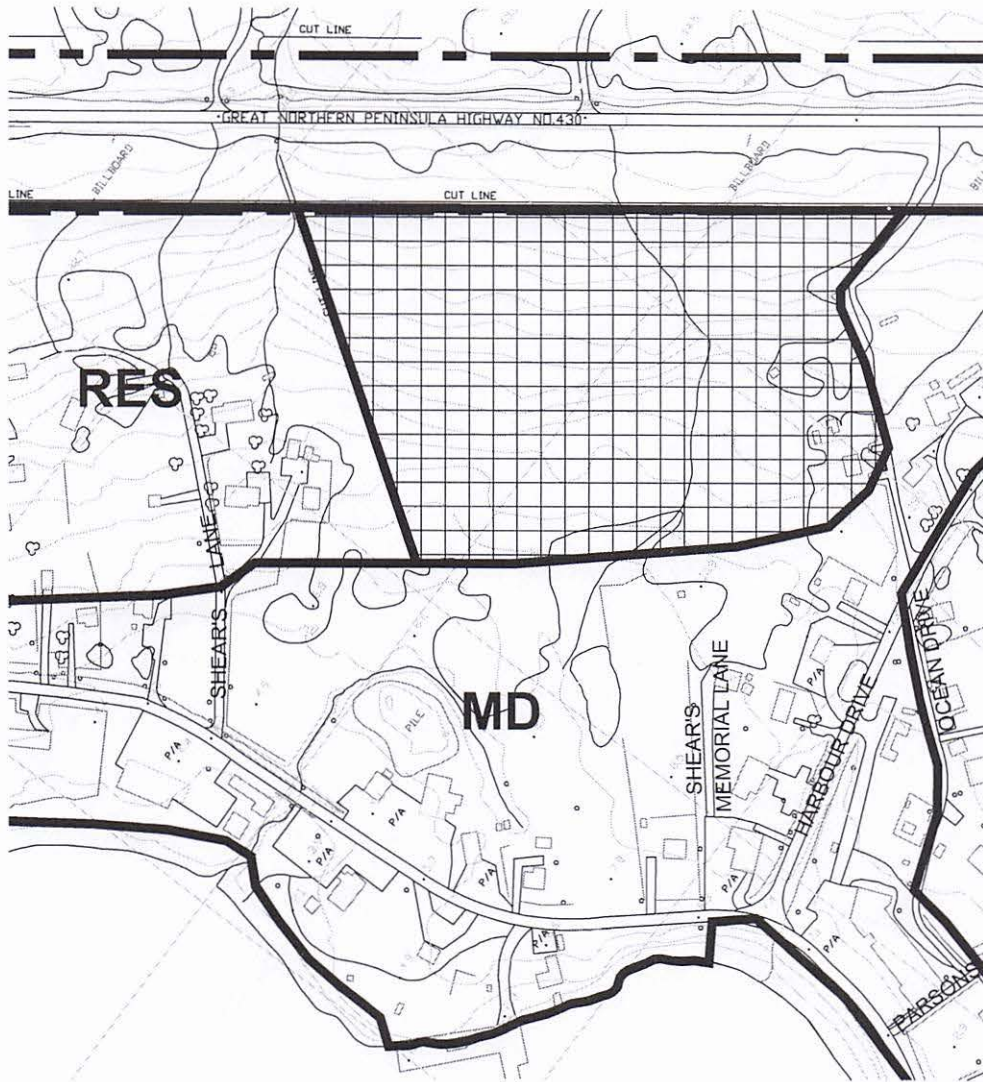 CUT LINE
GREAT NORTHERN PENINSULA HIGHWAY NO.430
BILLBOARD
BILLBOARD
LINE
CUT LINE
RES
SHEAR'S LANE
SHEAR'S
MD
PILE
SHEAR'S
MEMORIAL LANE
HARBOUR DRIVE
OCEAN DRIVE
P/A
P/A
P/A
P/A
P/A
P/A
P/A
PARSONS